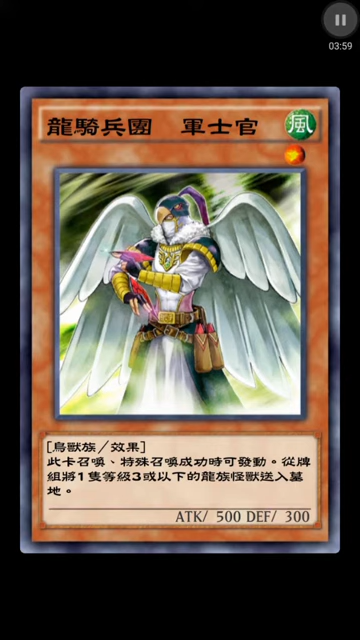 03:59
龍騎兵團　軍士官
風
[鳥獸族／效果]
此卡召喚、特殊召喚成功時可發動。從牌
組將1隻等級3或以下的龍族怪獸送入墓
地。
ATK/ 500 DEF/ 300